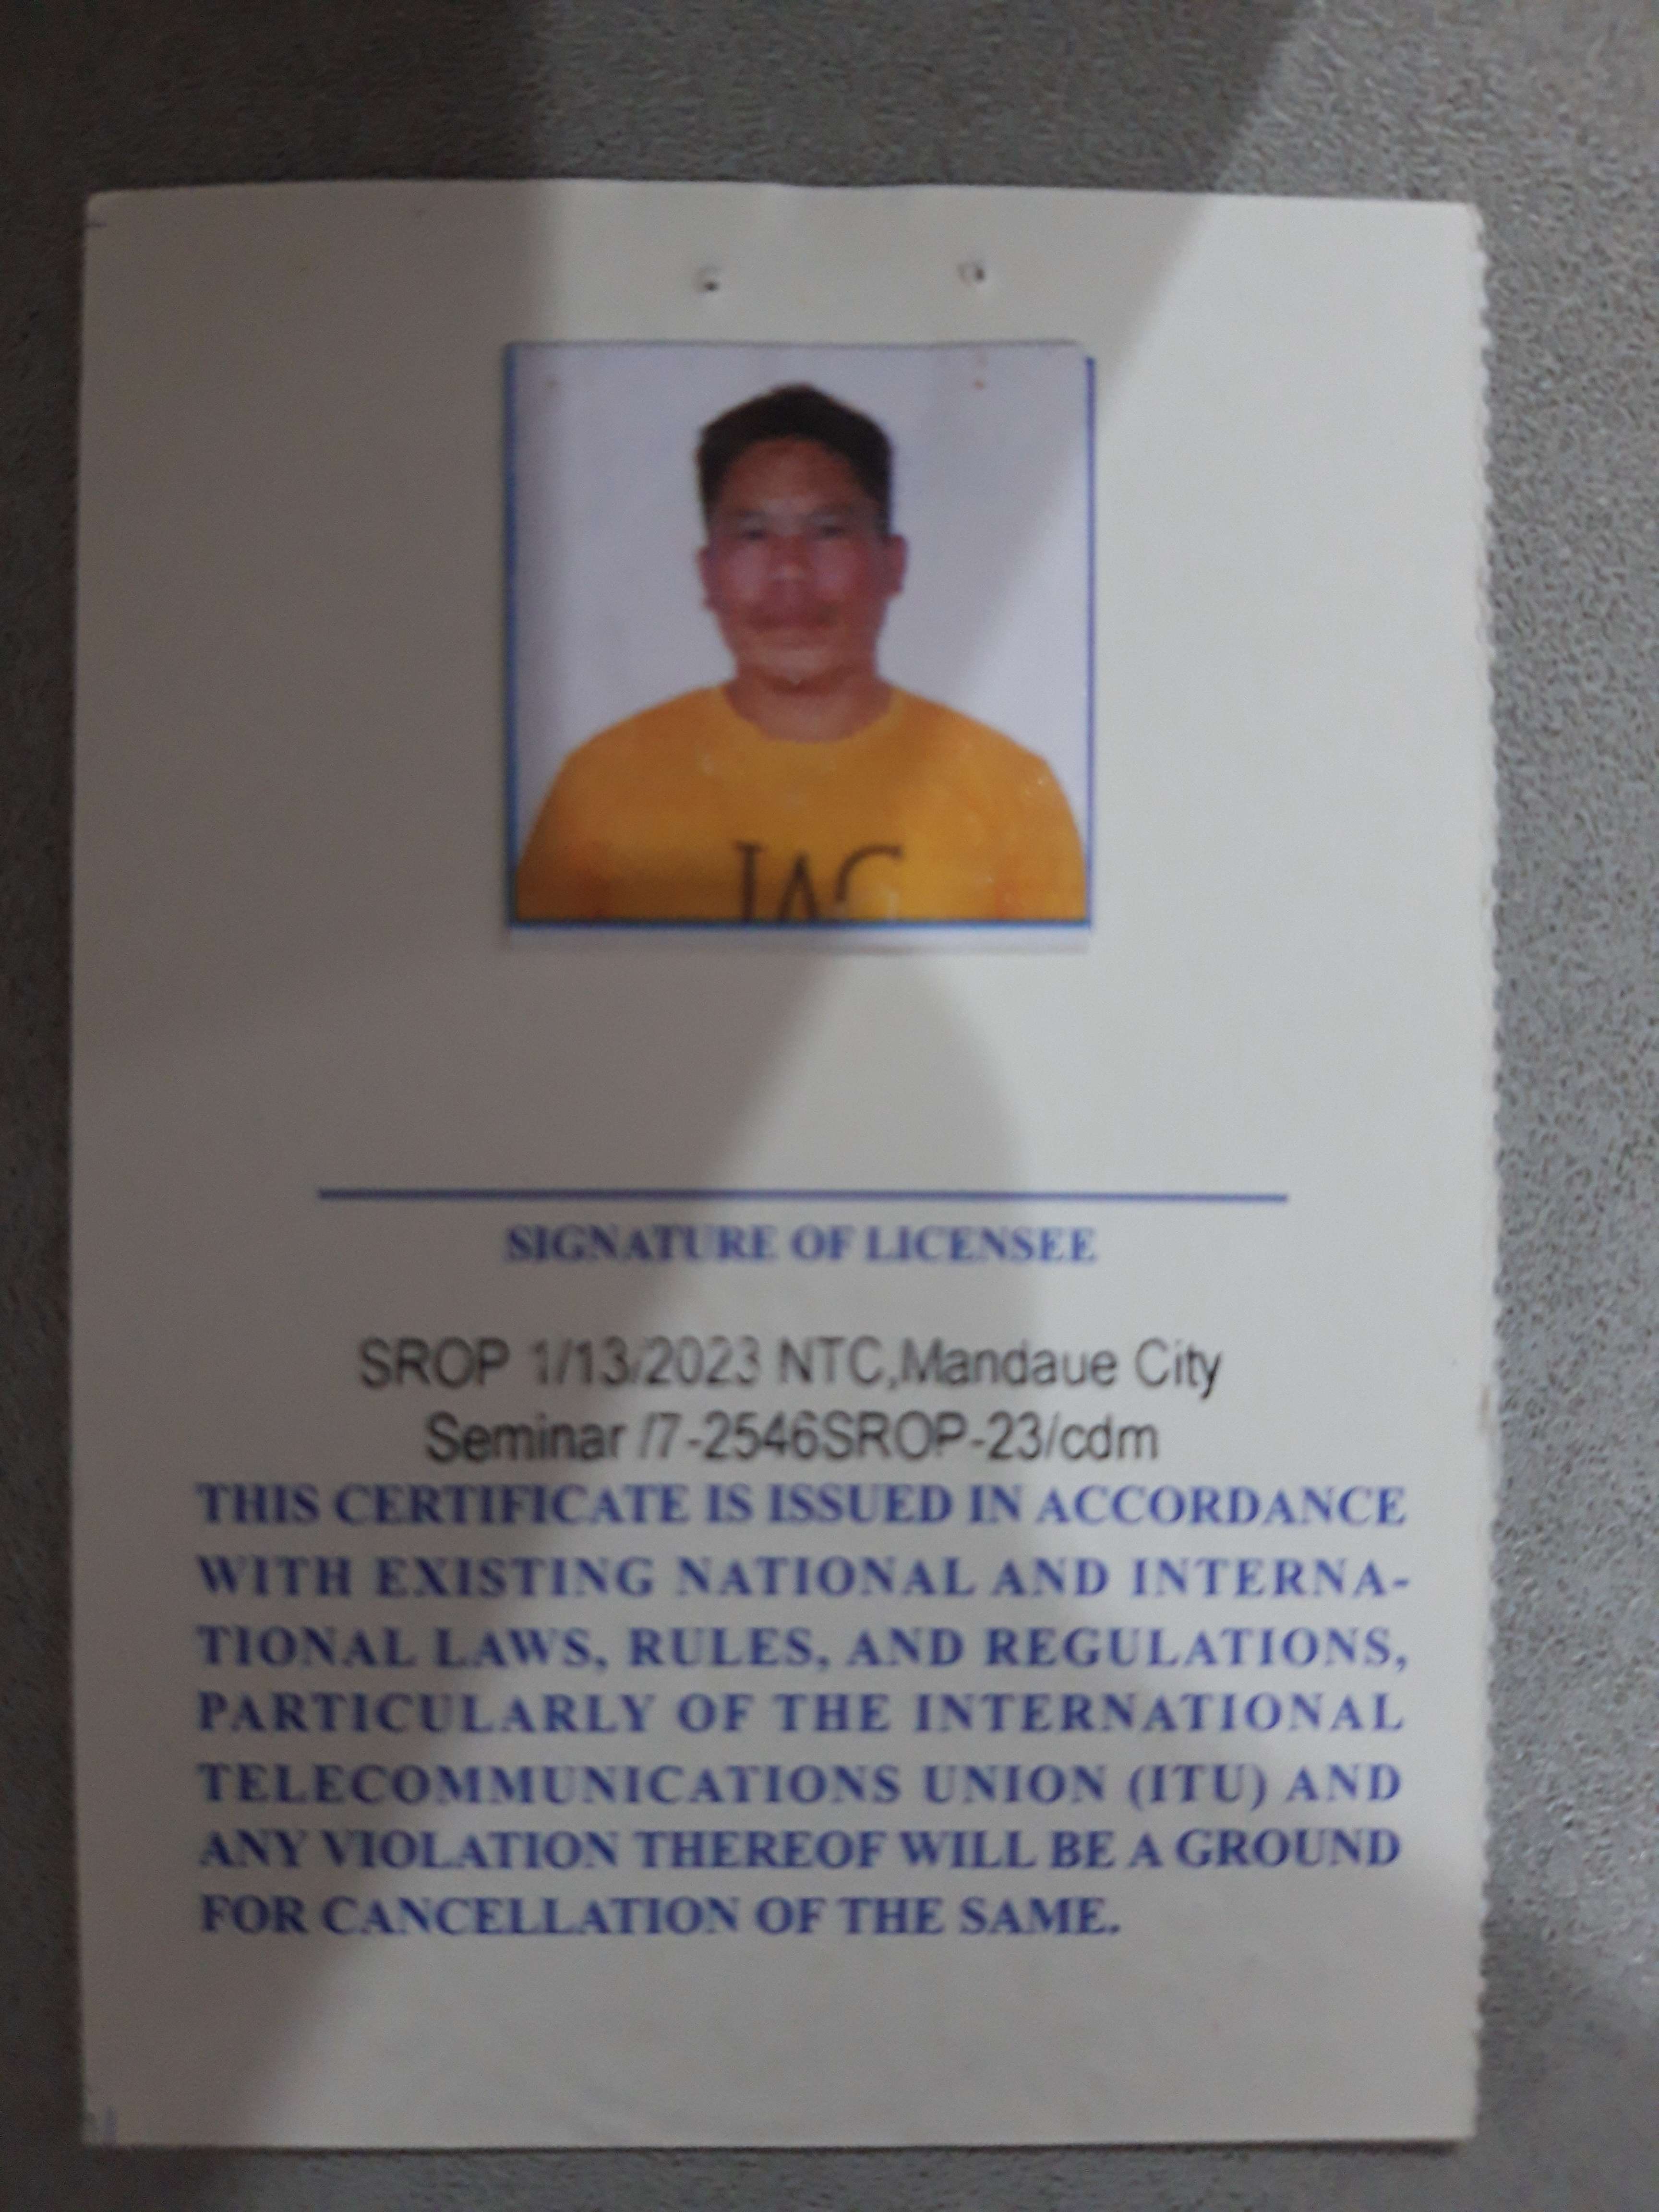 SIGNATURE OF LICENSEE
SROP 1/13/2023 NTC,Mandaue City
Seminar /7-2546SROP-23/cdm
THIS CERTIFICATE IS ISSUED IN ACCORDANCE
WITH EXISTING NATIONAL AND INTERNA-
TIONAL LAWS, RULES, AND REGULATIONS,
PARTICULARLY OF THE INTERNATIONAL
TELECOMMUNICATIONS UNION (ITU) AND
ANY VIOLATION THEREOF WILL BE A GROUND
FOR CANCELLATION OF THE SAME.